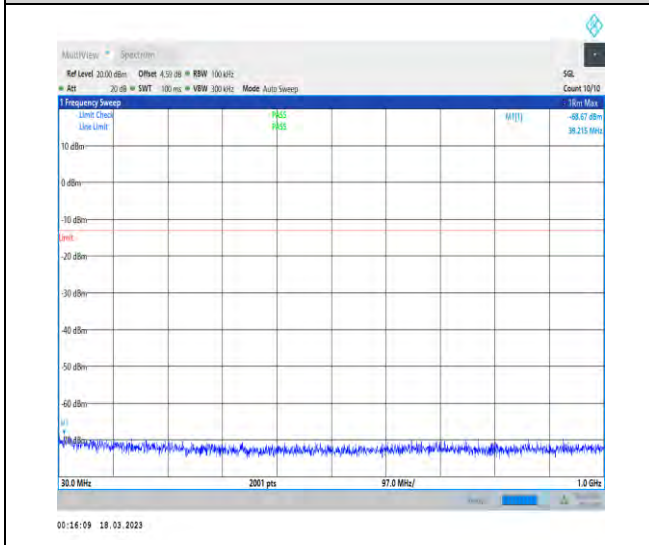 MultiView Spectrum
Ref Level 20.00 dBm Offset 4.59 dB RBW 100 kHz SGL
Att 20 dB SWT 100 ms VBW 300 kHz Mode Auto Sweep Count 10/10
1 Frequency Sweep 1Rm Max
Limit Check PASS M1[1] -68.67 dBm
Line Limit PASS 39.215 MHz
10 dBm
0 dBm
-10 dBm
Limit
-20 dBm
-30 dBm
-40 dBm
-50 dBm
-60 dBm
M1
-70 dBm
30.0 MHz 2001 pts 97.0 MHz/ 1.0 GHz
00:16:09 18.03.2023